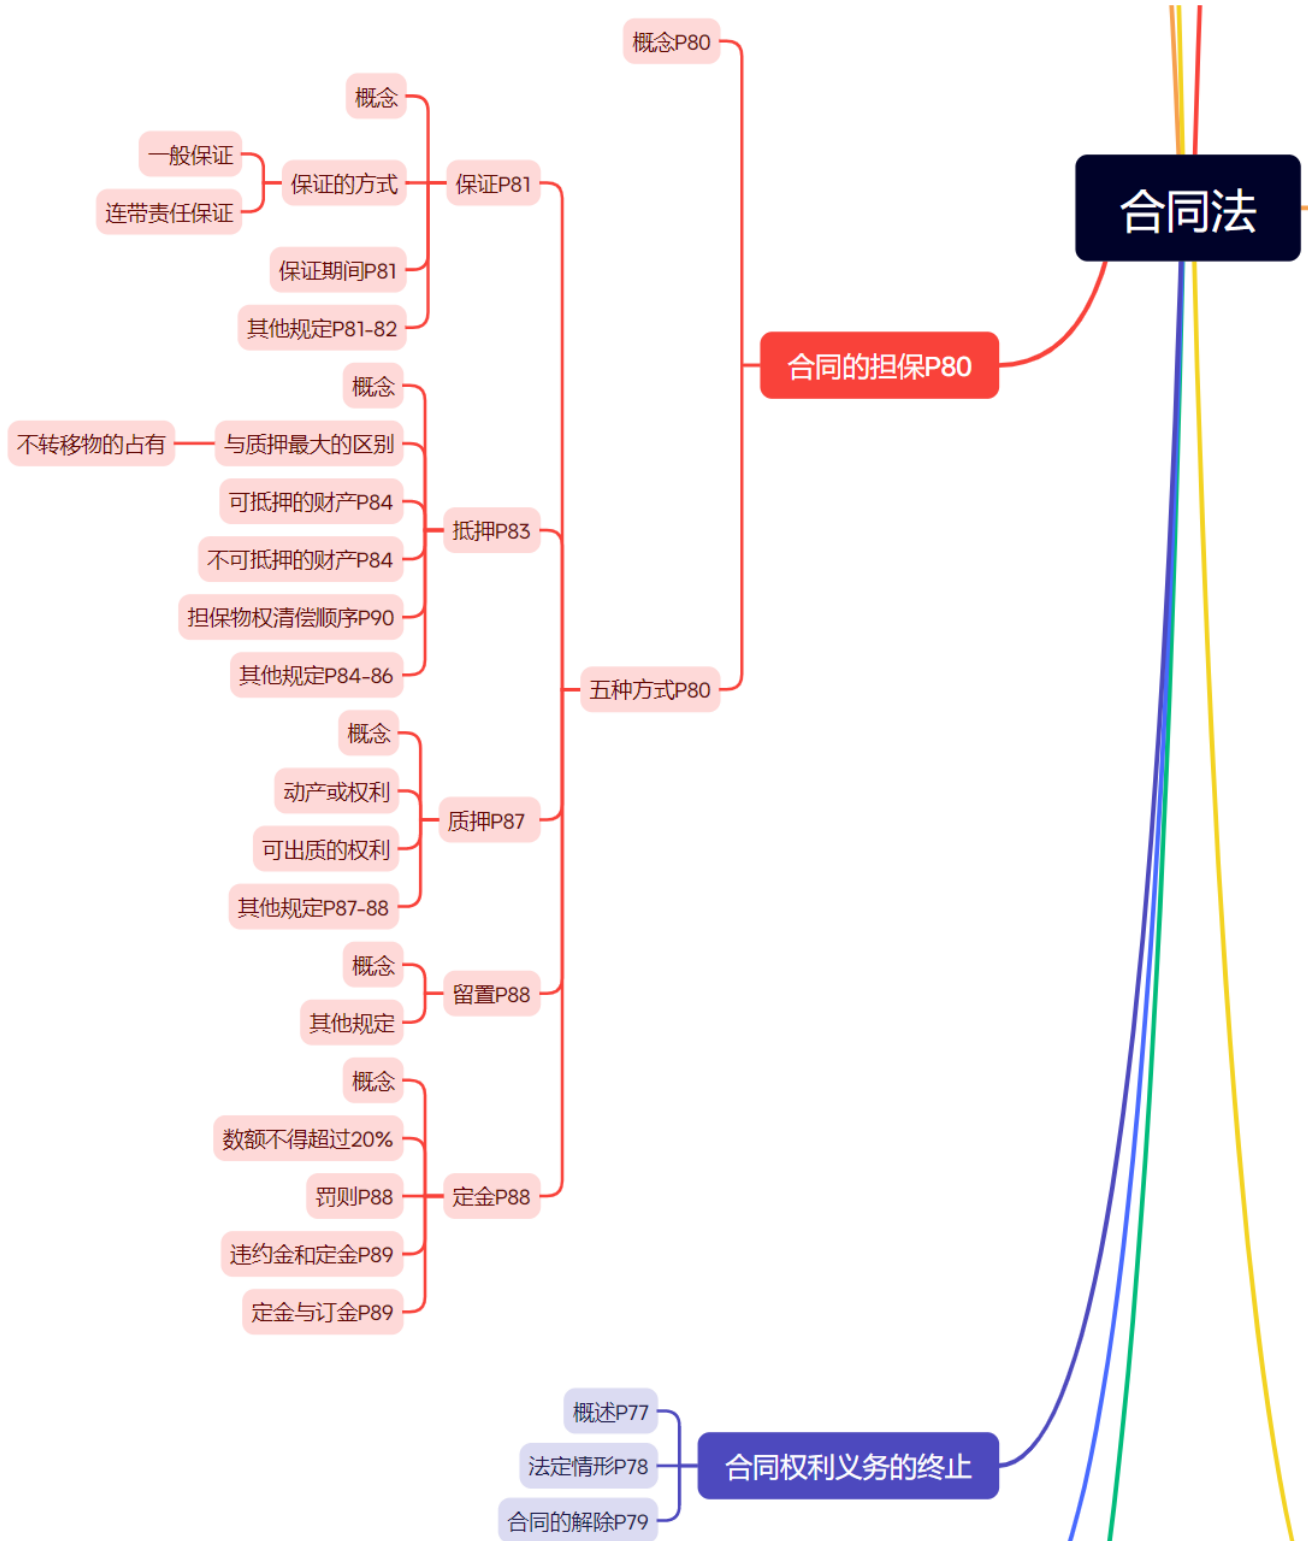 合同法
合同的担保P80
概念P80
五种方式P80
保证P81
概念
保证的方式
一般保证
连带责任保证
保证期间P81
其他规定P81-82
抵押P83
概念
与质押最大的区别
不转移物的占有
可抵押的财产P84
不可抵押的财产P84
担保物权清偿顺序P90
其他规定P84-86
质押P87
概念
动产或权利
可出质的权利
其他规定P87-88
留置P88
概念
其他规定
定金P88
概念
数额不得超过20%
罚则P88
违约金和定金P89
定金与订金P89
合同权利义务的终止
概述P77
法定情形P78
合同的解除P79